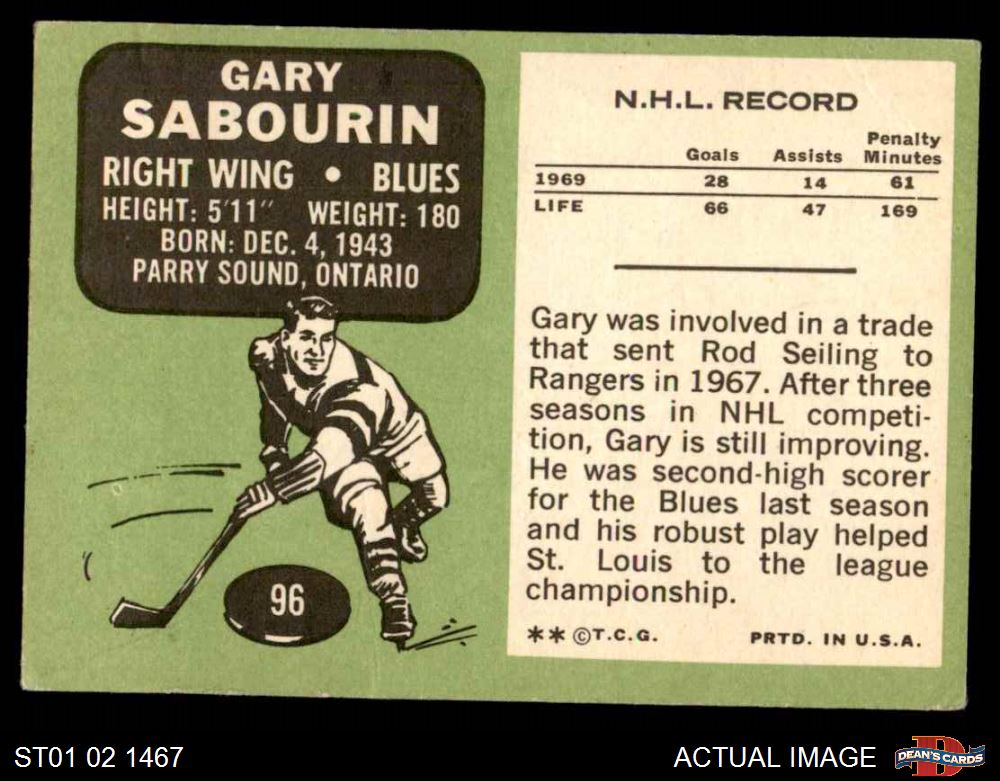 GARY
SABOURIN
RIGHT WING • BLUES
HEIGHT: 5'11" WEIGHT: 180
BORN: DEC. 4, 1943
PARRY SOUND, ONTARIO
96
N.H.L. RECORD
Goals Assists Penalty Minutes
1969 28 14 61
LIFE 66 47 169
Gary was involved in a trade
that sent Rod Seiling to
Rangers in 1967. After three
seasons in NHL competi-
tion, Gary is still improving.
He was second-high scorer
for the Blues last season
and his robust play helped
St. Louis to the league
championship.
** ©T.C.G. PRTD. IN U.S.A.
ST01 02 1467
ACTUAL IMAGE
D
DEAN'S CARDS